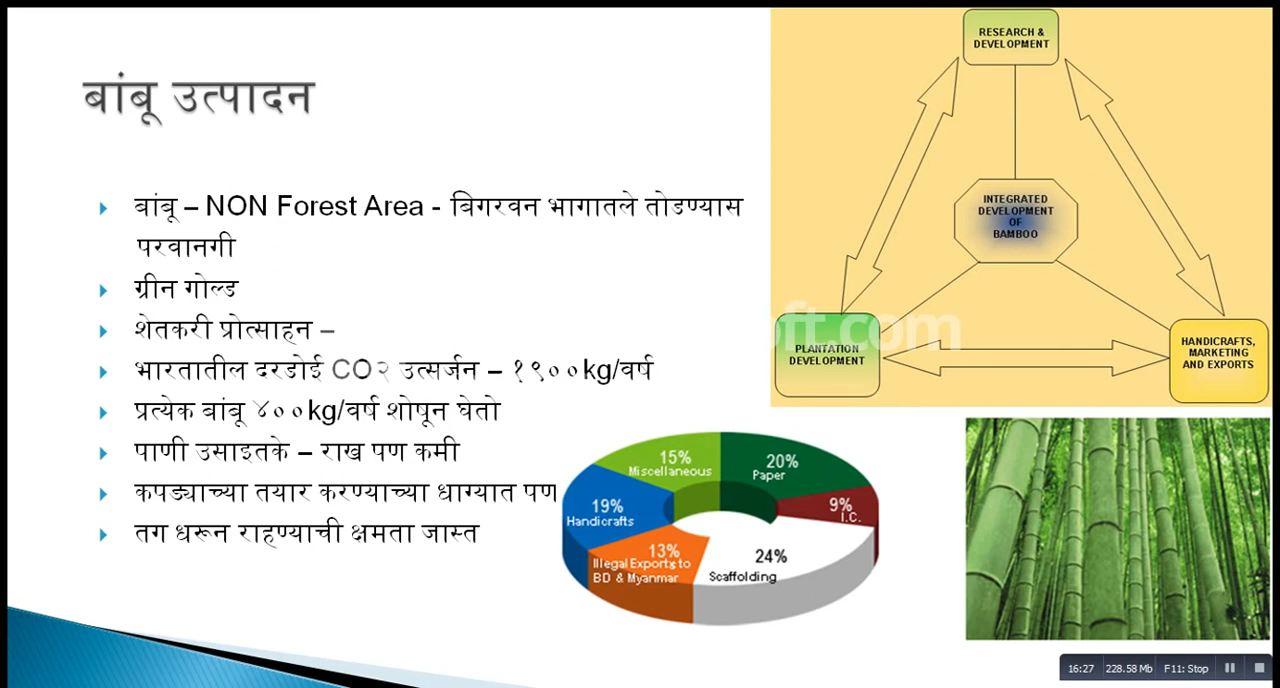 बांबू उत्पादन
बांबू – NON Forest Area - बिगरवन भागातले तोडण्यास
परवानगी
ग्रीन गोल्ड
शेतकरी प्रोत्साहन –
भारतातील दरडोई CO२ उत्सर्जन – १९००kg/वर्ष
प्रत्येक बांबू ४००kg/वर्ष शोषून घेतो
पाणी उसाइतके – राख पण कमी
कपड्याच्या तयार करण्याच्या धाग्यात पण
तग धरून राहण्याची क्षमता जास्त
RESEARCH &
DEVELOPMENT
INTEGRATED
DEVELOPMENT
OF
BAMBOO
PLANTATION
DEVELOPMENT
HANDICRAFTS,
MARKETING
AND EXPORTS
15%
Miscellaneous
20%
Paper
9%
I.C.
19%
Handicrafts
13%
Illegal Exports to
BD & Myanmar
24%
Scaffolding
16:27 228.58 Mb F11: Stop